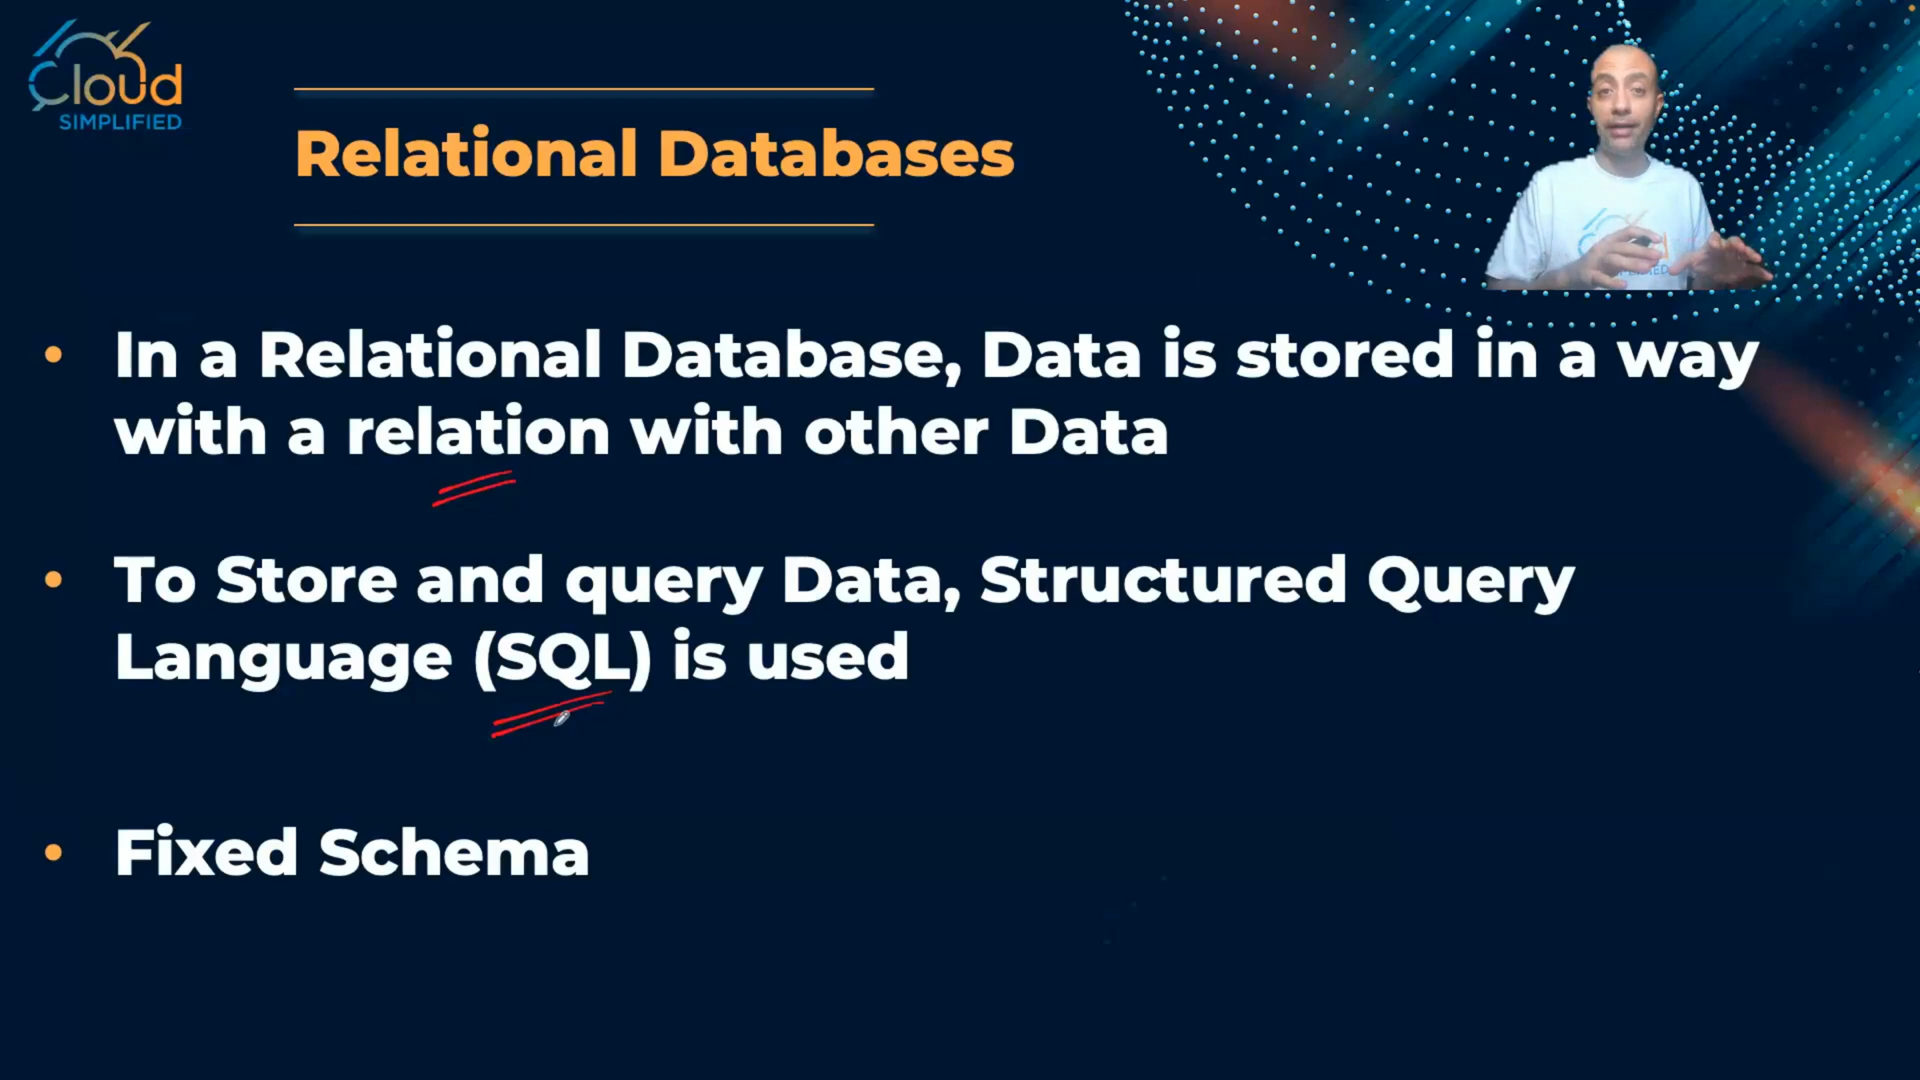 Cloud
SIMPLIFIED
Relational Databases
• In a Relational Database, Data is stored in a way
with a relation with other Data
• To Store and query Data, Structured Query
Language (SQL) is used
• Fixed Schema